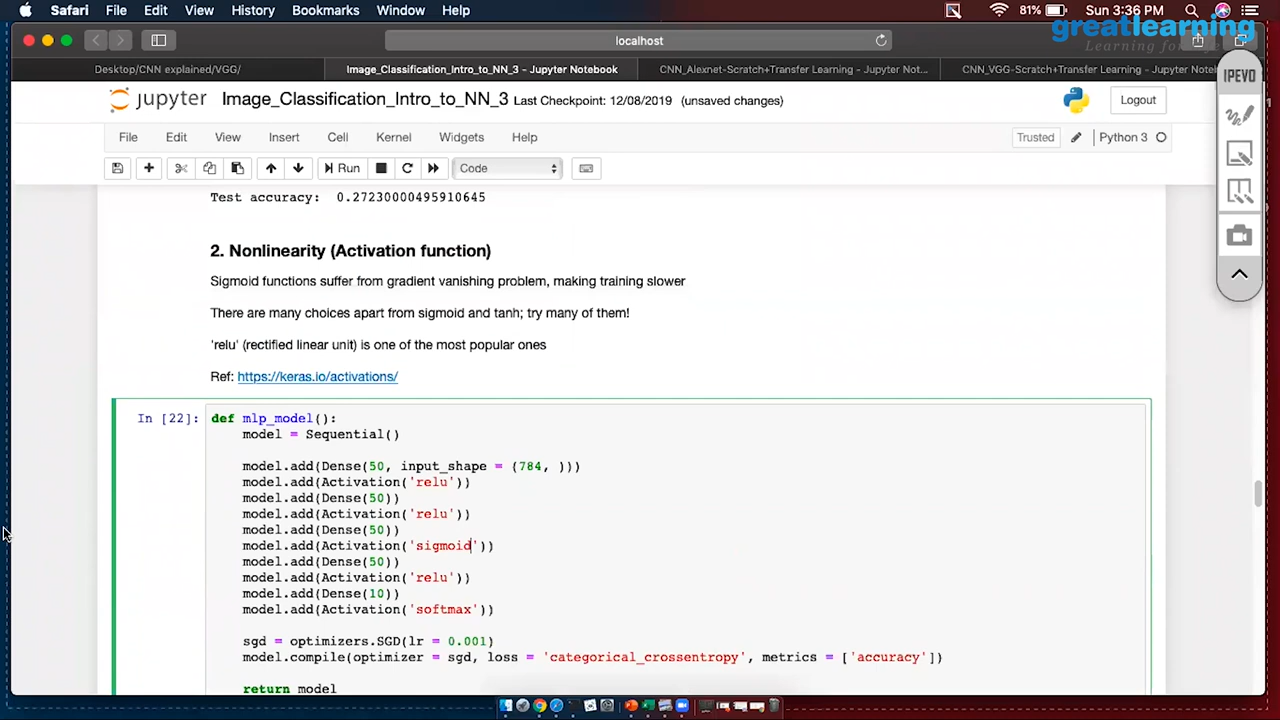 Safari File Edit View History Bookmarks Window Help 81% Sun 3:36 PM
greatlearning
Learning for
localhost
Desktop/CNN explained/VGG/ Image_Classification_Intro_to_NN_3 - Jupyter Notebook CNN_Alexnet-Scratch+Transfer Learning - Jupyter Not... CNN_VGG-Scratch+Transfer Learning - Jupyter
IPEVO
jupyter Image_Classification_Intro_to_NN_3 Last Checkpoint: 12/08/2019 (unsaved changes) Logout
File Edit View Insert Cell Kernel Widgets Help Trusted Python 3
Run Code
Test accuracy: 0.27230000495910645
2. Nonlinearity (Activation function)
Sigmoid functions suffer from gradient vanishing problem, making training slower
There are many choices apart from sigmoid and tanh; try many of them!
'relu' (rectified linear unit) is one of the most popular ones
Ref: https://keras.io/activations/
In [22]: def mlp_model():
model = Sequential()
model.add(Dense(50, input_shape = (784, )))
model.add(Activation('relu'))
model.add(Dense(50))
model.add(Activation('relu'))
model.add(Dense(50))
model.add(Activation('sigmoid'))
model.add(Dense(50))
model.add(Activation('relu'))
model.add(Dense(10))
model.add(Activation('softmax'))
sgd = optimizers.SGD(lr = 0.001)
model.compile(optimizer = sgd, loss = 'categorical_crossentropy', metrics = ['accuracy'])
return model